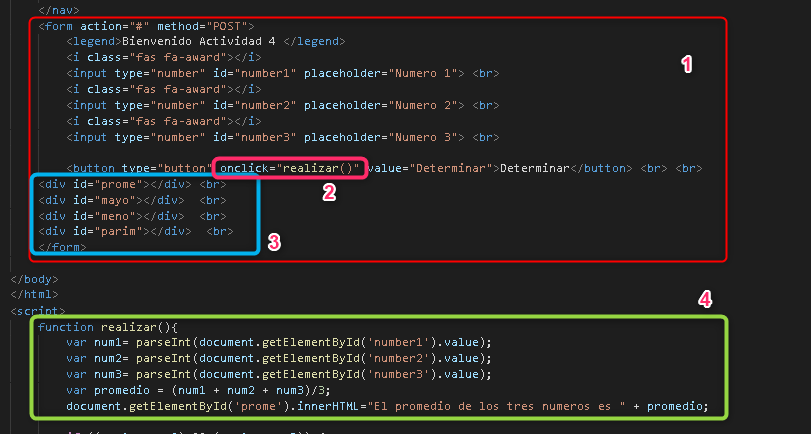 </nav>
<form action="#" method="POST">
<legend>Bienvenido Actividad 4 </legend>
<i class="fas fa-award"></i>
<input type="number" id="number1" placeholder="Numero 1"> <br>
1
<i class="fas fa-award"></i>
<input type="number" id="number2" placeholder="Numero 2"> <br>
<i class="fas fa-award"></i>
<input type="number" id="number3" placeholder="Numero 3"> <br>
<button type="button" onclick="realizar()" value="Determinar">Determinar</button> <br> <br>
2
<div id="prome"></div> <br>
<div id="mayo"></div>  <br>
<div id="meno"></div>  <br>
<div id="parim"></div>  <br>
3
</form>
</body>
</html>
<script>
4
function realizar(){
var num1= parseInt(document.getElementById('number1').value);
var num2= parseInt(document.getElementById('number2').value);
var num3= parseInt(document.getElementById('number3').value);
var promedio = (num1 + num2 + num3)/3;
document.getElementById('prome').innerHTML="El promedio de los tres numeros es " + promedio;